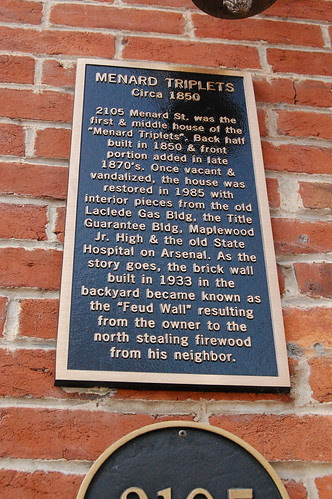 MENARD TRIPLETS
Circa 1850
2105 Menard St. was the
first & middle house of the
"Menard Triplets". Back half
built in 1850 & front
portion added in late
1870's. Once vacant &
vandalized, the house was
restored in 1985 with
interior pieces from the old
Laclede Gas Bldg, the Title
Guarantee Bldg, Maplewood
Jr. High & the old State
Hospital on Arsenal. As the
story goes, the brick wall
built in 1933 in the
backyard became known as
the "Feud Wall" resulting
from the owner to the
north stealing firewood
from his neighbor.
2105